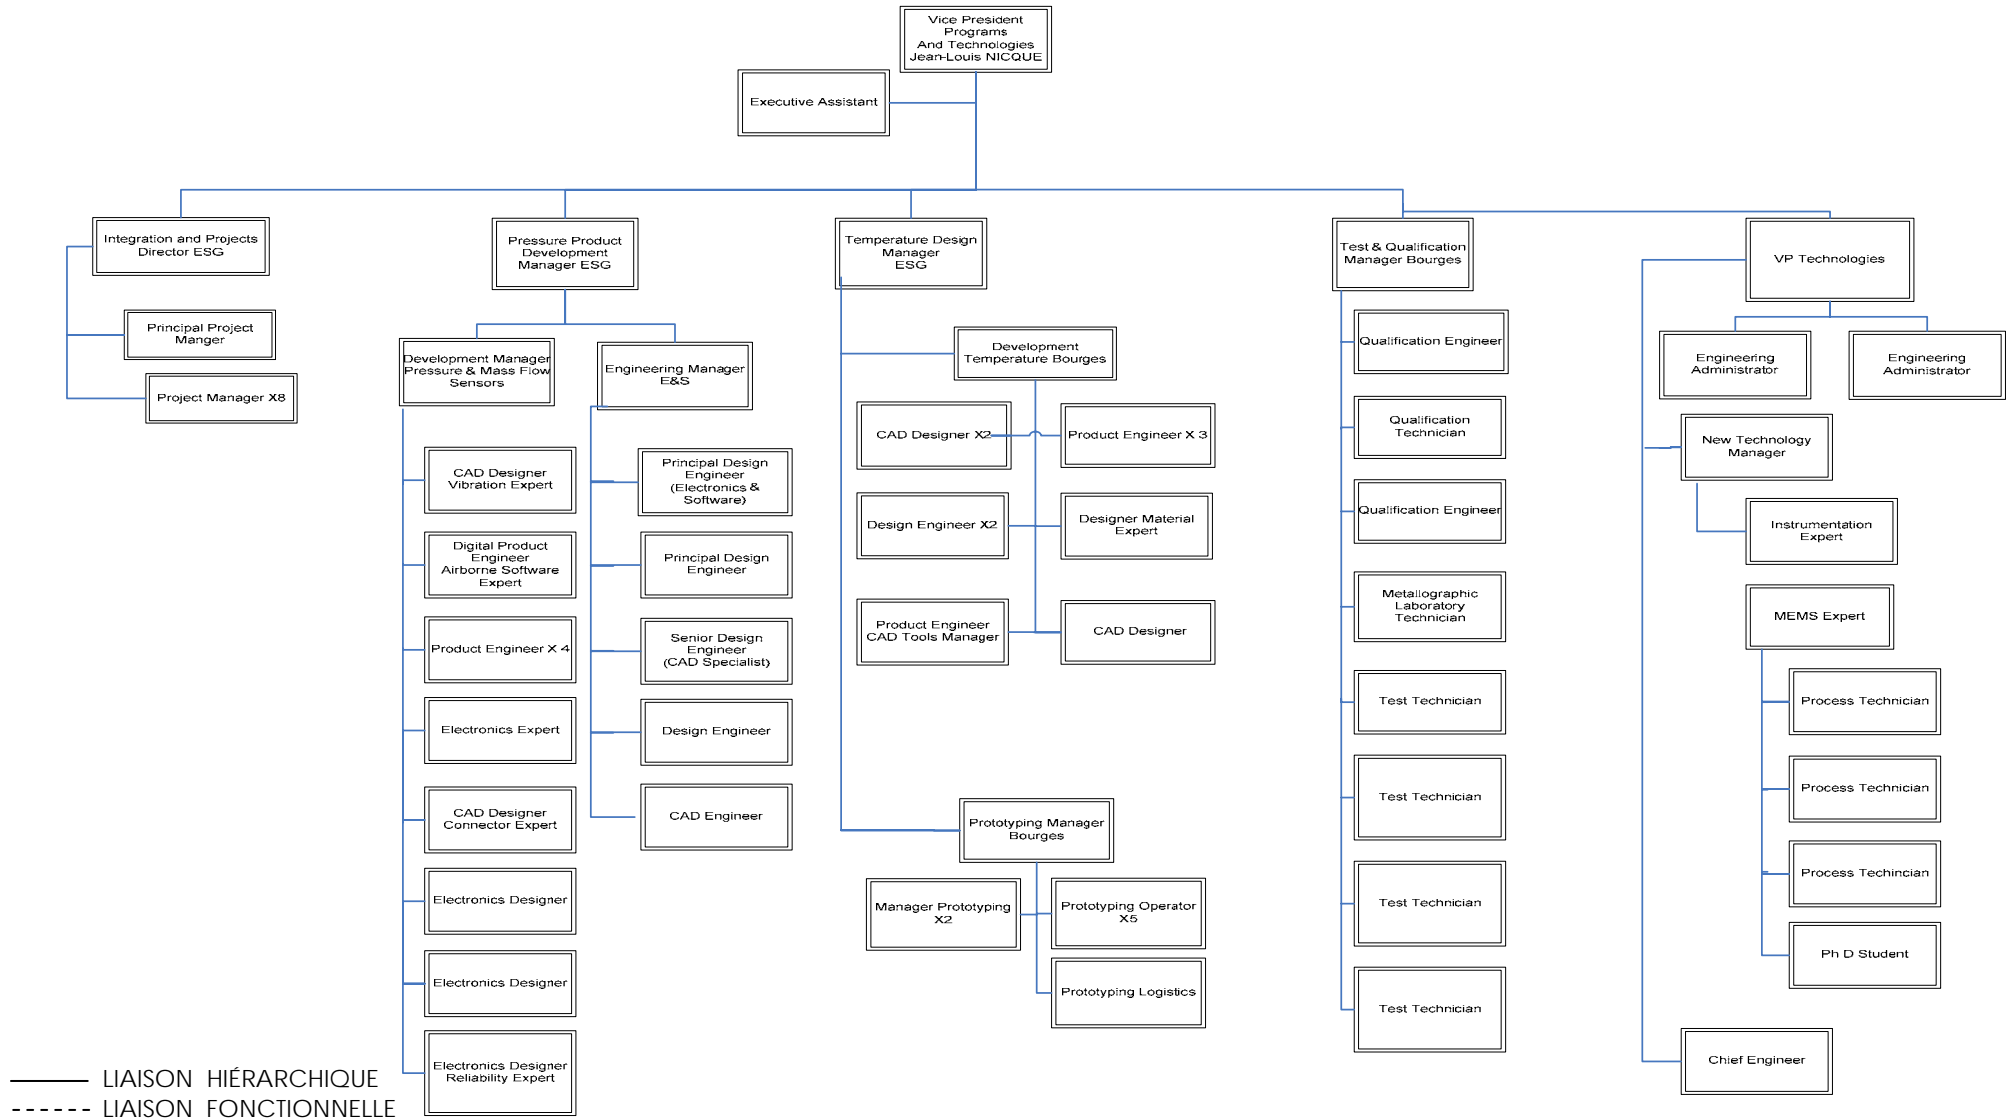 Vice President
Programs
And Technologies
Jean-Louis NICQUE
Executive Assistant
Integration and Projects
Director ESG
Principal Project
Manger
Project Manager X8
Pressure Product
Development
Manager ESG
Development Manager
Pressure & Mass Flow
Sensors
CAD Designer
Vibration Expert
Digital Product
Engineer
Airborne Software
Expert
Product Engineer X 4
Electronics Expert
CAD Designer
Connector Expert
Electronics Designer
Electronics Designer
Electronics Designer
Reliability Expert
Engineering Manager
E&S
Principal Design
Engineer
(Electronics &
Software)
Principal Design
Engineer
Senior Design
Engineer
(CAD Specialist)
Design Engineer
CAD Engineer
Temperature Design
Manager
ESG
Development
Temperature Bourges
CAD Designer X2
Product Engineer X 3
Design Engineer X2
Designer Material
Expert
Product Engineer
CAD Tools Manager
CAD Designer
Prototyping Manager
Bourges
Manager Prototyping
X2
Prototyping Operator
X5
Prototyping Logistics
Test & Qualification
Manager Bourges
Qualification Engineer
Qualification
Technician
Qualification Engineer
Metallographic
Laboratory
Technician
Test Technician
Test Technician
Test Technician
Test Technician
VP Technologies
Engineering
Administrator
Engineering
Administrator
New Technology
Manager
Instrumentation
Expert
MEMS Expert
Process Technician
Process Technician
Process Techincian
Ph D Student
Chief Engineer
LIAISON HIÉRARCHIQUE
LIAISON FONCTIONNELLE